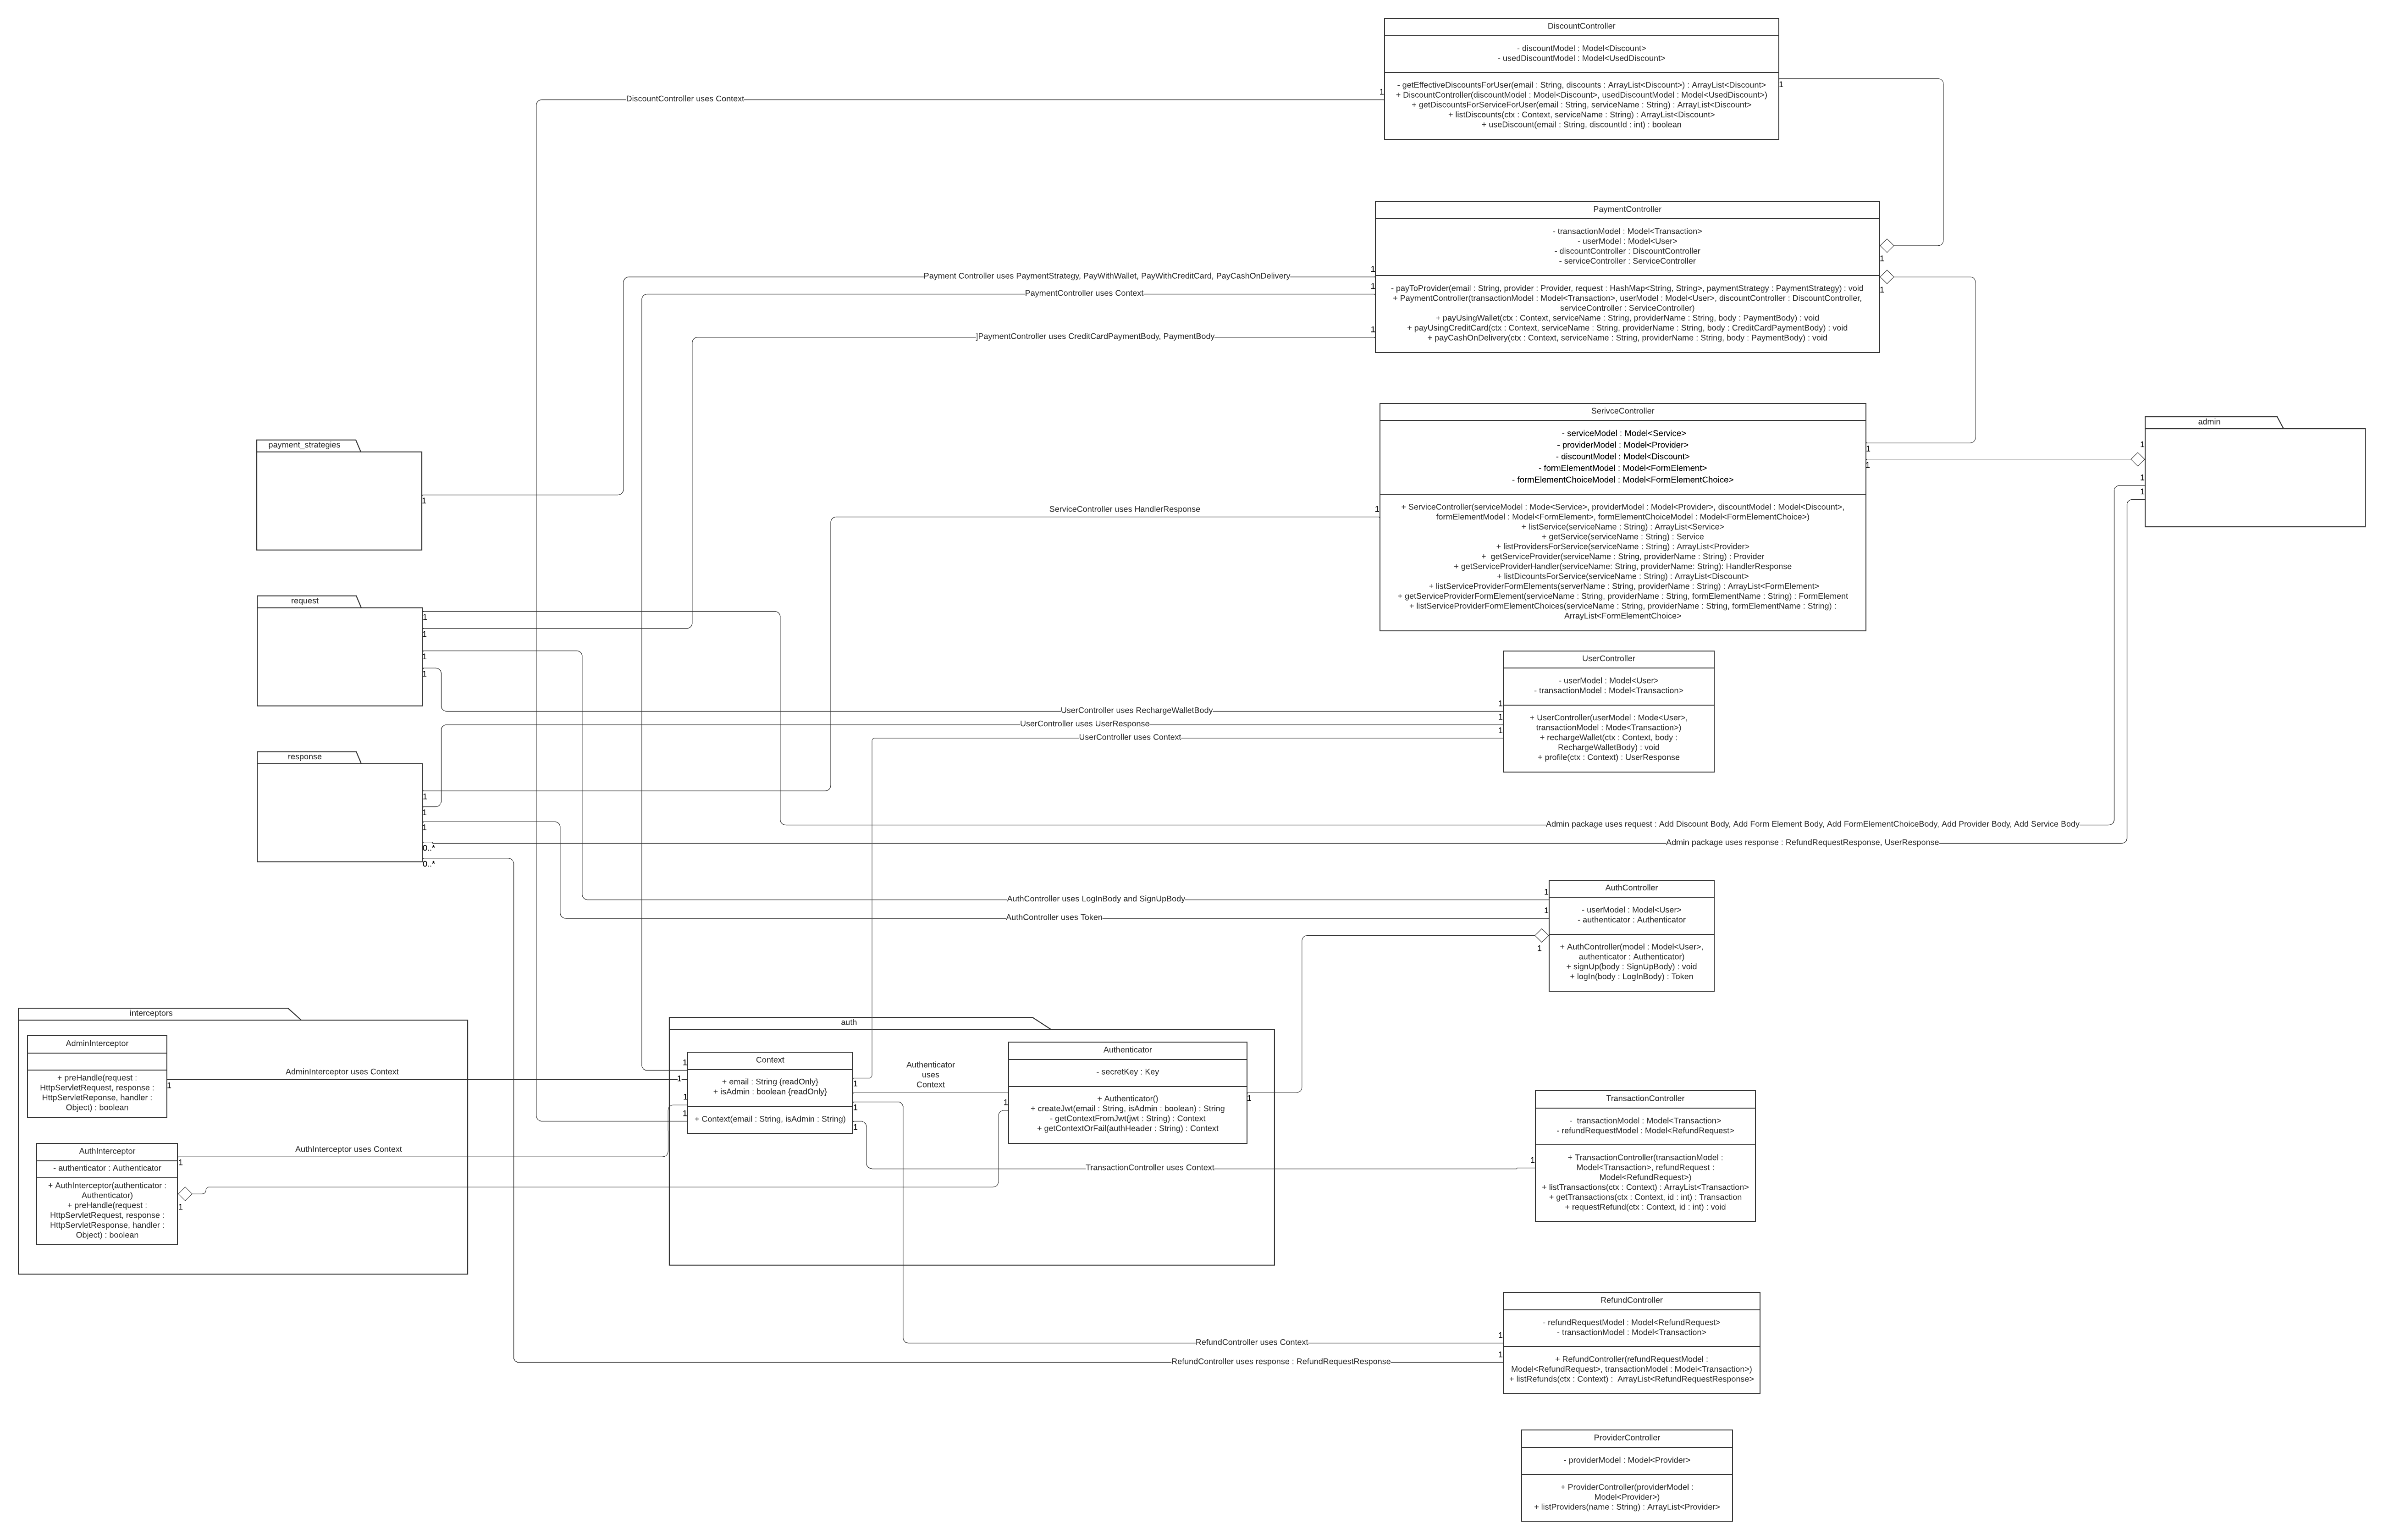 DiscountController
- discountModel : Model<Discount>
- usedDiscountModel : Model<UsedDiscount>
- getEffectiveDiscountsForUser(email : String, discounts : ArrayList<Discount>) : ArrayList<Discount>
+ DiscountController(discountModel : Model<Discount>, usedDiscountModel : Model<UsedDiscount>)
+ getDiscountsForServiceForUser(email : String, serviceName : String) : ArrayList<Discount>
+ listDiscounts(ctx : Context, serviceName : String) : ArrayList<Discount>
+ useDiscount(email : String, discountId : int) : boolean
1
1
DiscountController uses Context
PaymentController
- transactionModel : Model<Transaction>
- userModel : Model<User>
- discountController : DiscountController
- serviceController : ServiceController
- payToProvider(email : String, provider : Provider, request : HashMap<String, String>, paymentStrategy : PaymentStrategy) : void
+ PaymentController(transactionModel : Model<Transaction>, userModel : Model<User>, discountController : DiscountController,
serviceController : ServiceController)
+ payUsingWallet(ctx : Context, serviceName : String, providerName : String, body : PaymentBody) : void
+ payUsingCreditCard(ctx : Context, serviceName : String, providerName : String, body : CreditCardPaymentBody) : void
+ payCashOnDelivery(ctx : Context, serviceName : String, providerName : String, body : PaymentBody) : void
1
1
1
1
1
Payment Controller uses PaymentStrategy, PayWithWallet, PayWithCreditCard, PayCashOnDelivery
PaymentController uses Context
]PaymentController uses CreditCardPaymentBody, PaymentBody
SerivceController
- serviceModel : Model<Service>
- providerModel : Model<Provider>
- discountModel : Model<Discount>
- formElementModel : Model<FormElement>
- formElementChoiceModel : Model<FormElementChoice>
+ ServiceController(serviceModel : Mode<Service>, providerModel : Model<Provider>, discountModel : Model<Discount>,
formElementModel : Model<FormElement>, formElementChoiceModel : Model<FormElementChoice>)
+ listService(serviceName : String) : ArrayList<Service>
+ getService(serviceName : String) : Service
+ listProvidersForService(serviceName : String) : ArrayList<Provider>
+ getServiceProvider(serviceName : String, providerName : String) : Provider
+ getServiceProviderHandler(serviceName: String, providerName: String): HandlerResponse
+ listDicountsForService(serviceName : String) : ArrayList<Discount>
+ listServiceProviderFormElements(serverName : String, providerName : String) : ArrayList<FormElement>
+ getServiceProviderFormElement(serviceName : String, providerName : String, formElementName : String) : FormElement
+ listServiceProviderFormElementChoices(serviceName : String, providerName : String, formElementName : String) :
ArrayList<FormElementChoice>
1
1
1
ServiceController uses HandlerResponse
admin
1
1
1
payment_strategies
1
request
1
1
1
1
response
1
1
1
0..*
0..*
UserController
- userModel : Model<User>
- transactionModel : Model<Transaction>
+ UserController(userModel : Mode<User>,
transactionModel : Mode<Transaction>)
+ rechargeWallet(ctx : Context, body :
RechargeWalletBody) : void
+ profile(ctx : Context) : UserResponse
1
1
1
UserController uses RechargeWalletBody
UserController uses UserResponse
UserController uses Context
Admin package uses request : Add Discount Body, Add Form Element Body, Add FormElementChoiceBody, Add Provider Body, Add Service Body
Admin package uses response : RefundRequestResponse, UserResponse
AuthController
- userModel : Model<User>
- authenticator : Authenticator
+ AuthController(model : Model<User>,
authenticator : Authenticator)
+ signUp(body : SignUpBody) : void
+ logIn(body : LogInBody) : Token
1
1
1
AuthController uses LogInBody and SignUpBody
AuthController uses Token
interceptors
AdminInterceptor
+ preHandle(request :
HttpServletRequest, response :
HttpServletReponse, handler :
Object) : boolean
1
AdminInterceptor uses Context
AuthInterceptor
- authenticator : Authenticator
+ AuthInterceptor(authenticator :
Authenticator)
+ preHandle(request :
HttpServletRequest, response :
HttpServletResponse, handler :
Object) : boolean
1
1
AuthInterceptor uses Context
auth
Context
+ email : String {readOnly}
+ isAdmin : boolean {readOnly}
+ Context(email : String, isAdmin : String)
1
1
1
1
1
1
1
Authenticator
uses
Context
Authenticator
- secretKey : Key
+ Authenticator()
+ createJwt(email : String, isAdmin : boolean) : String
- getContextFromJwt(jwt : String) : Context
+ getContextOrFail(authHeader : String) : Context
1
1
TransactionController
- transactionModel : Model<Transaction>
- refundRequestModel : Model<RefundRequest>
+ TransactionController(transactionModel :
Model<Transaction>, refundRequest :
Model<RefundRequest>)
+ listTransactions(ctx : Context) : ArrayList<Transaction>
+ getTransactions(ctx : Context, id : int) : Transaction
+ requestRefund(ctx : Context, id : int) : void
1
TransactionController uses Context
RefundController
- refundRequestModel : Model<RefundRequest>
- transactionModel : Model<Transaction>
+ RefundController(refundRequestModel :
Model<RefundRequest>, transactionModel : Model<Transaction>)
+ listRefunds(ctx : Context) : ArrayList<RefundRequestResponse>
1
1
RefundController uses Context
RefundController uses response : RefundRequestResponse
ProviderController
- providerModel : Model<Provider>
+ ProviderController(providerModel :
Model<Provider>)
+ listProviders(name : String) : ArrayList<Provider>